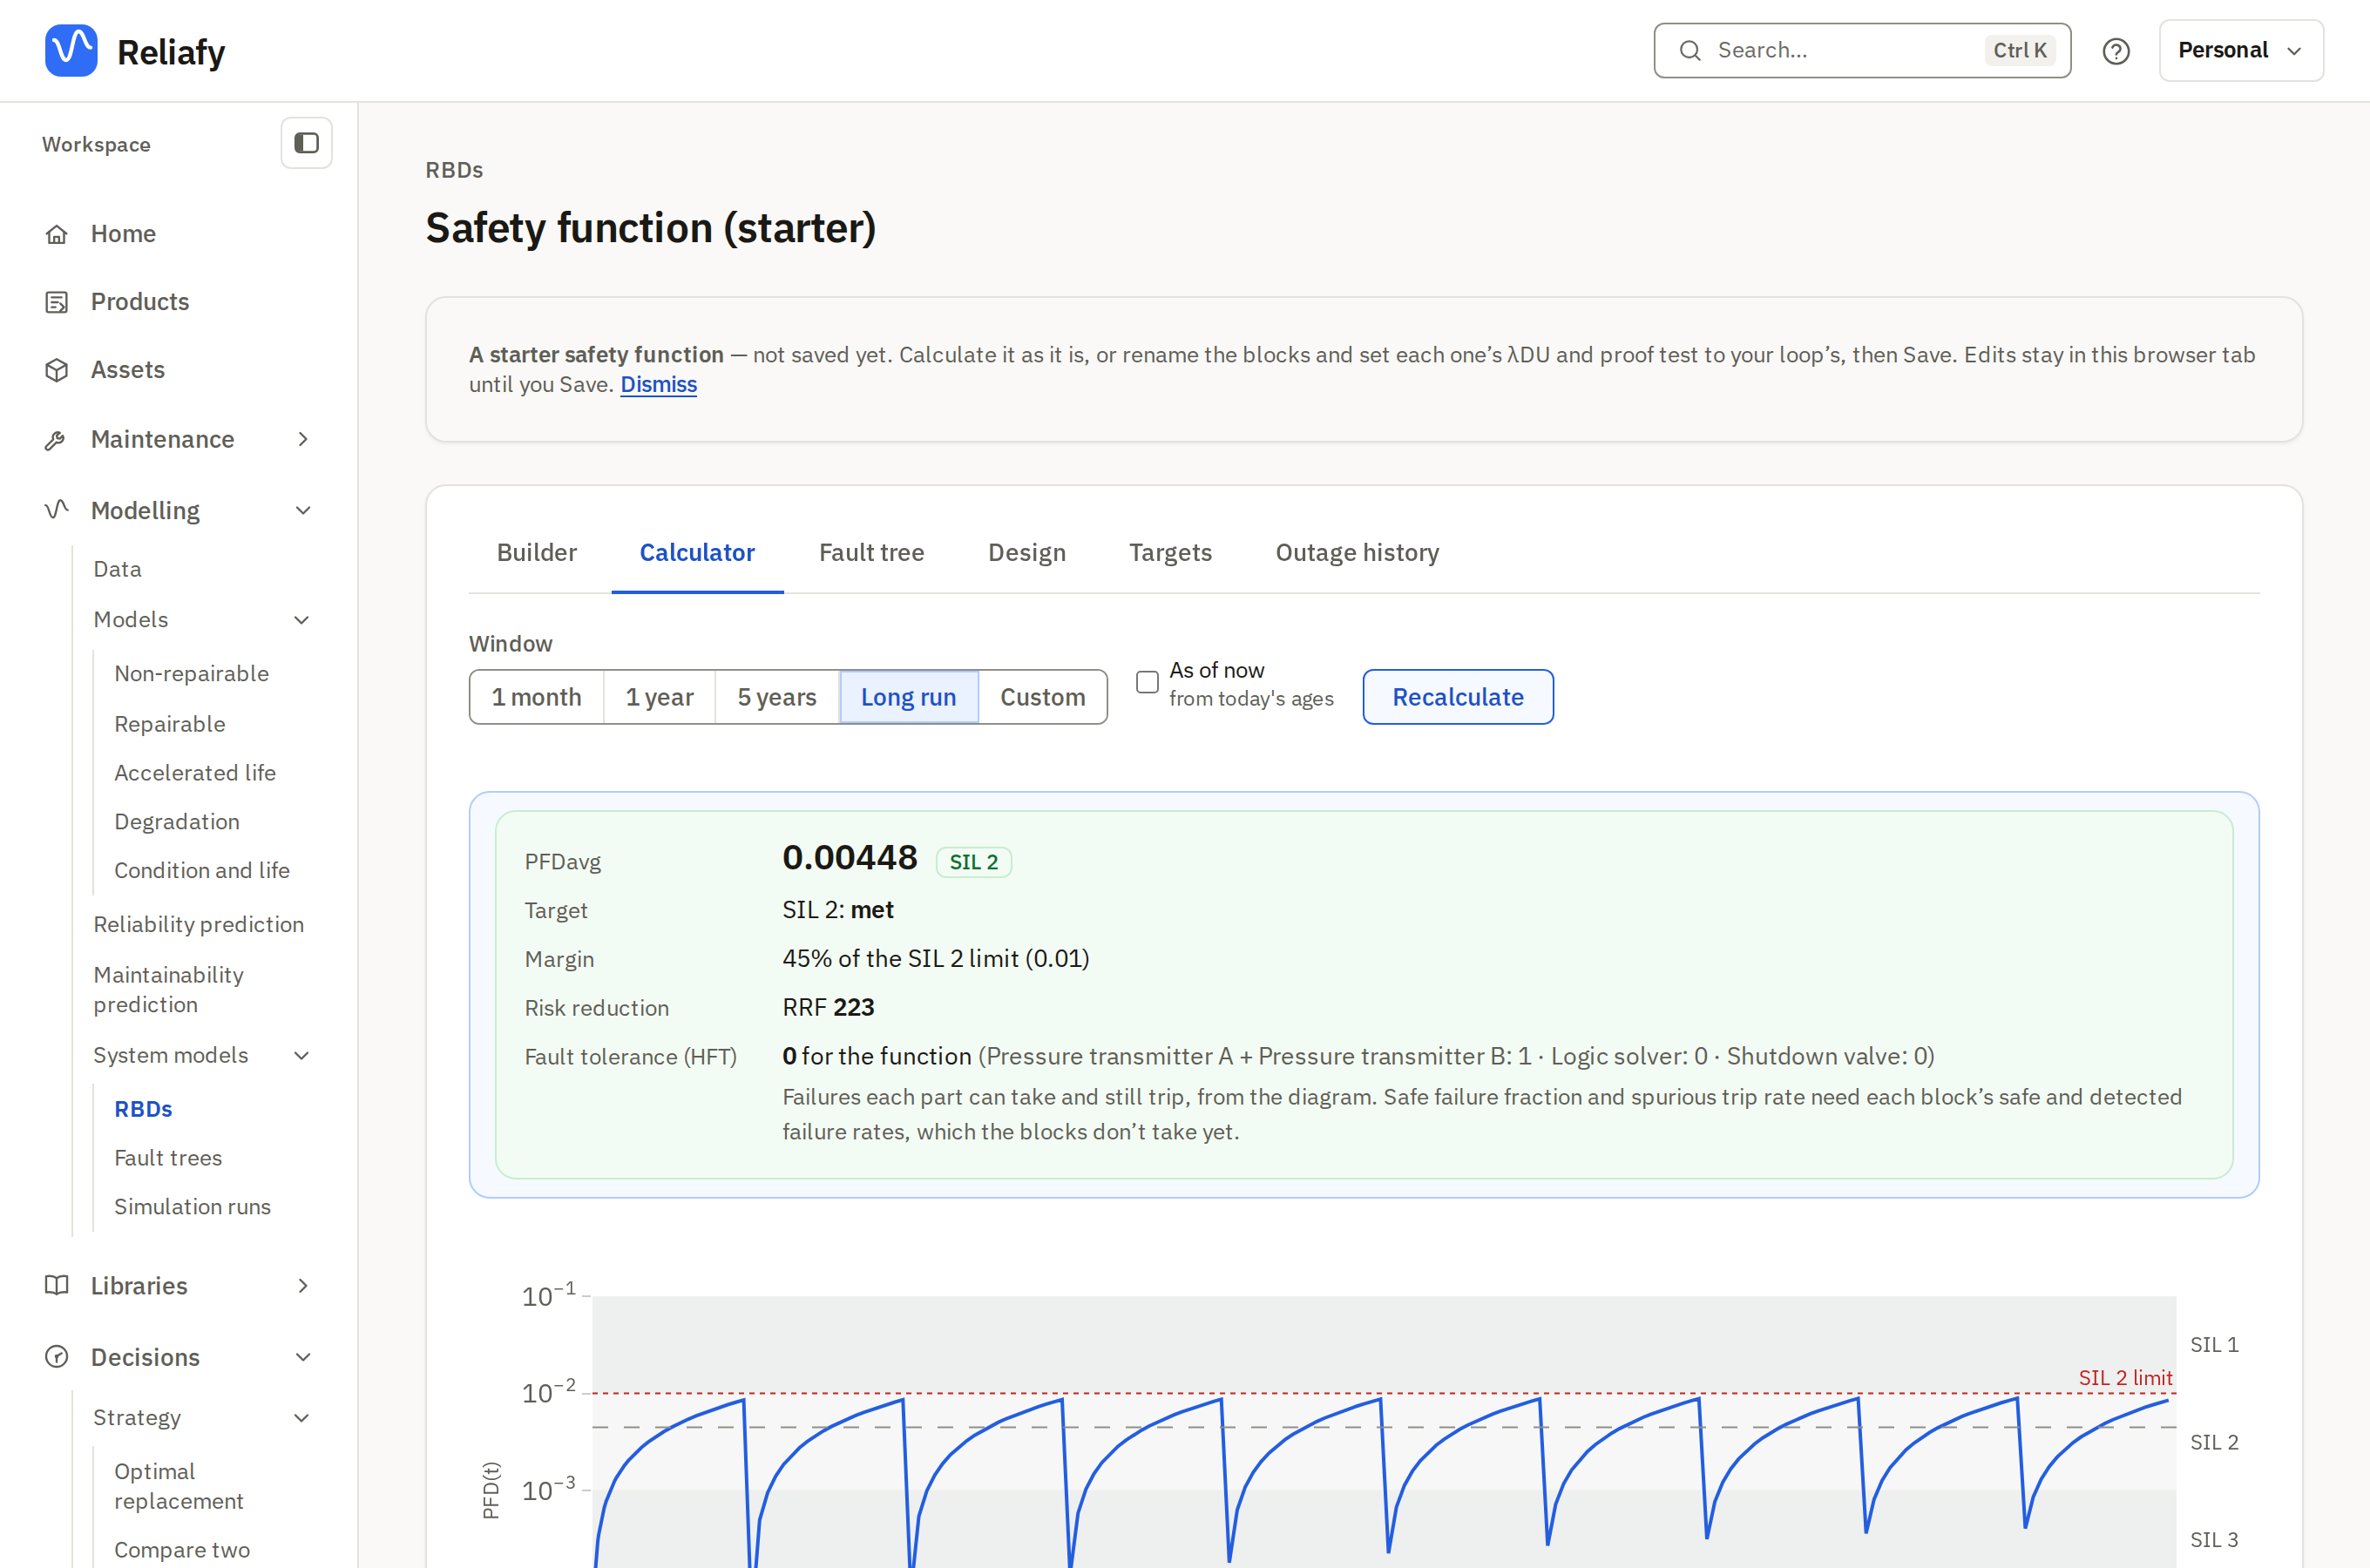 Reliafy
Search...
Ctrl K
Personal
Workspace
Home
Products
Assets
Maintenance
Modelling
Data
Models
Non-repairable
Repairable
Accelerated life
Degradation
Condition and life
Reliability prediction
Maintainability
prediction
System models
RBDs
Fault trees
Simulation runs
Libraries
Decisions
Strategy
Optimal
replacement
Compare two
RBDs
Safety function (starter)
A starter safety function — not saved yet. Calculate it as it is, or rename the blocks and set each one’s λDU and proof test to your loop’s, then Save. Edits stay in this browser tab
until you Save. Dismiss
Builder
Calculator
Fault tree
Design
Targets
Outage history
Window
1 month
1 year
5 years
Long run
Custom
As of now
from today's ages
Recalculate
PFDavg
0.00448
SIL 2
Target
SIL 2: met
Margin
45% of the SIL 2 limit (0.01)
Risk reduction
RRF 223
Fault tolerance (HFT)
0 for the function (Pressure transmitter A + Pressure transmitter B: 1 · Logic solver: 0 · Shutdown valve: 0)
Failures each part can take and still trip, from the diagram. Safe failure fraction and spurious trip rate need each block’s safe and detected
failure rates, which the blocks don’t take yet.
10⁻¹
SIL 1
SIL 2 limit
10⁻²
SIL 2
10⁻³
PFD(t)
SIL 3